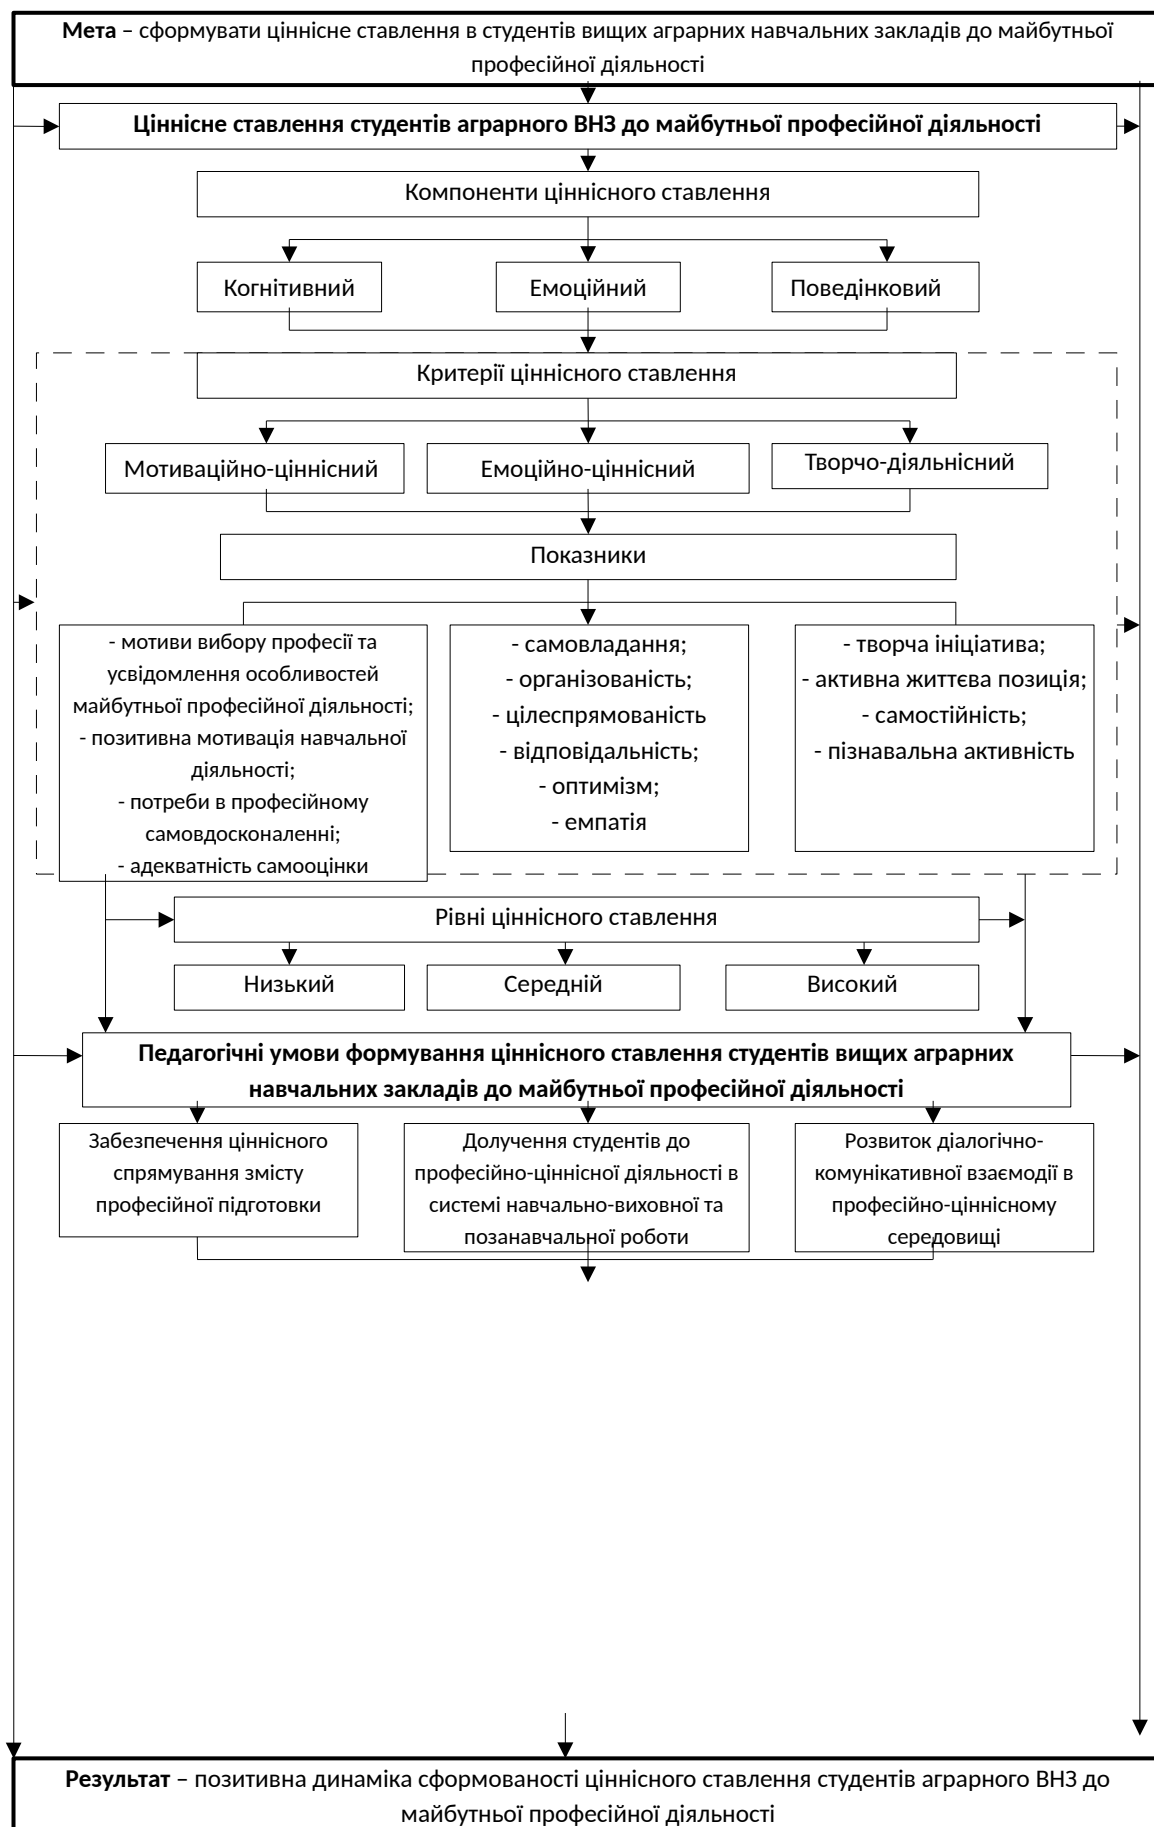 Мета – сформувати ціннісне ставлення в студентів вищих аграрних навчальних закладів до майбутньої
професійної діяльності
Ціннісне ставлення студентів аграрного ВНЗ до майбутньої професійної діяльності
Компоненти ціннісного ставлення
Когнітивний
Емоційний
Поведінковий
Критерії ціннісного ставлення
Мотиваційно-ціннісний
Емоційно-ціннісний
Творчо-діяльнісний
Показники
- мотиви вибору професії та
усвідомлення особливостей
майбутньої професійної діяльності;
- позитивна мотивація навчальної
діяльності;
- потреби в професійному
самовдосконаленні;
- адекватність самооцінки
- самовладання;
- організованість;
- цілеспрямованість
- відповідальність;
- оптимізм;
- емпатія
- творча ініціатива;
- активна життєва позиція;
- самостійність;
- пізнавальна активність
Рівні ціннісного ставлення
Низький
Середній
Високий
Педагогічні умови формування ціннісного ставлення студентів вищих аграрних
навчальних закладів до майбутньої професійної діяльності
Забезпечення ціннісного
спрямування змісту
професійної підготовки
Долучення студентів до
професійно-ціннісної діяльності в
системі навчально-виховної та
позанавчальної роботи
Розвиток діалогічно-
комунікативної взаємодії в
професійно-ціннісному
середовищі
Результат – позитивна динаміка сформованості ціннісного ставлення студентів аграрного ВНЗ до
майбутньої професійної діяльності